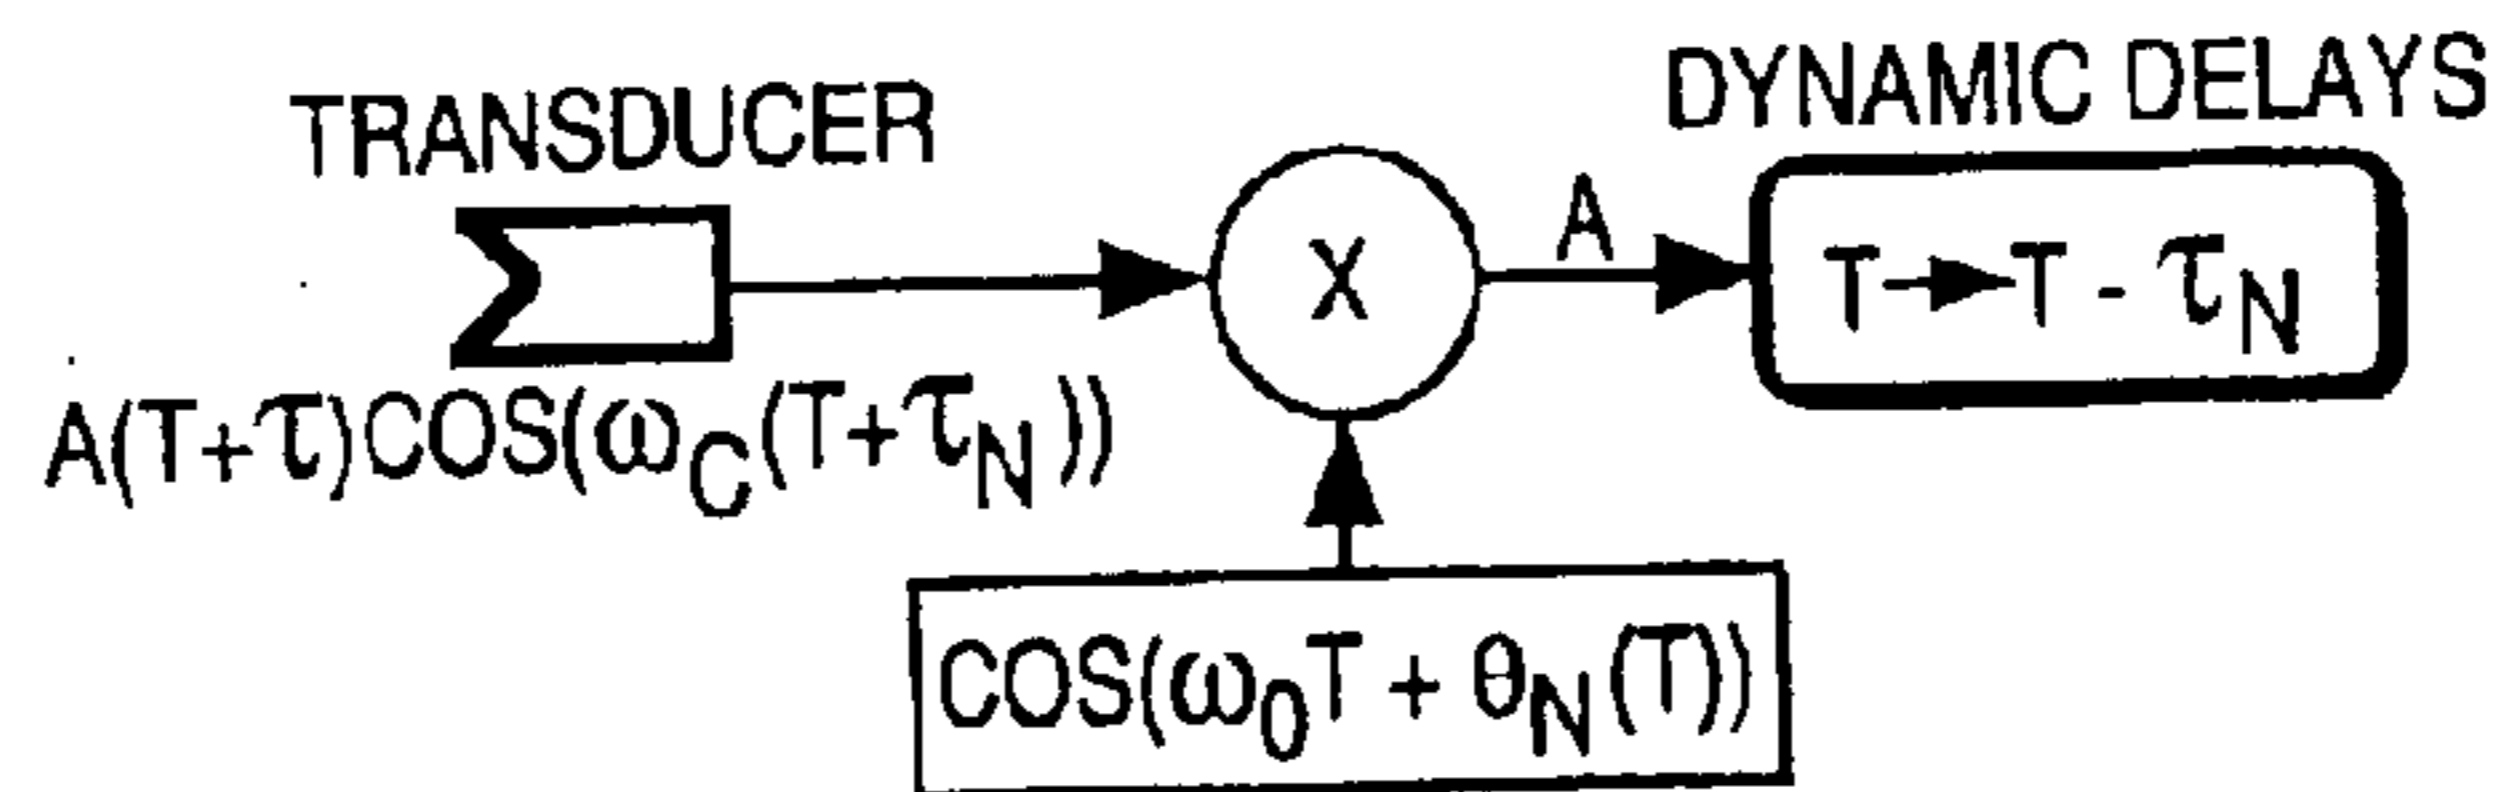 DYNAMIC DELAYS
TRANSDUCER
A
X
T→T - τN
A(T+τ)COS(ωC(T+τN))
COS(ω0T + θN(T))